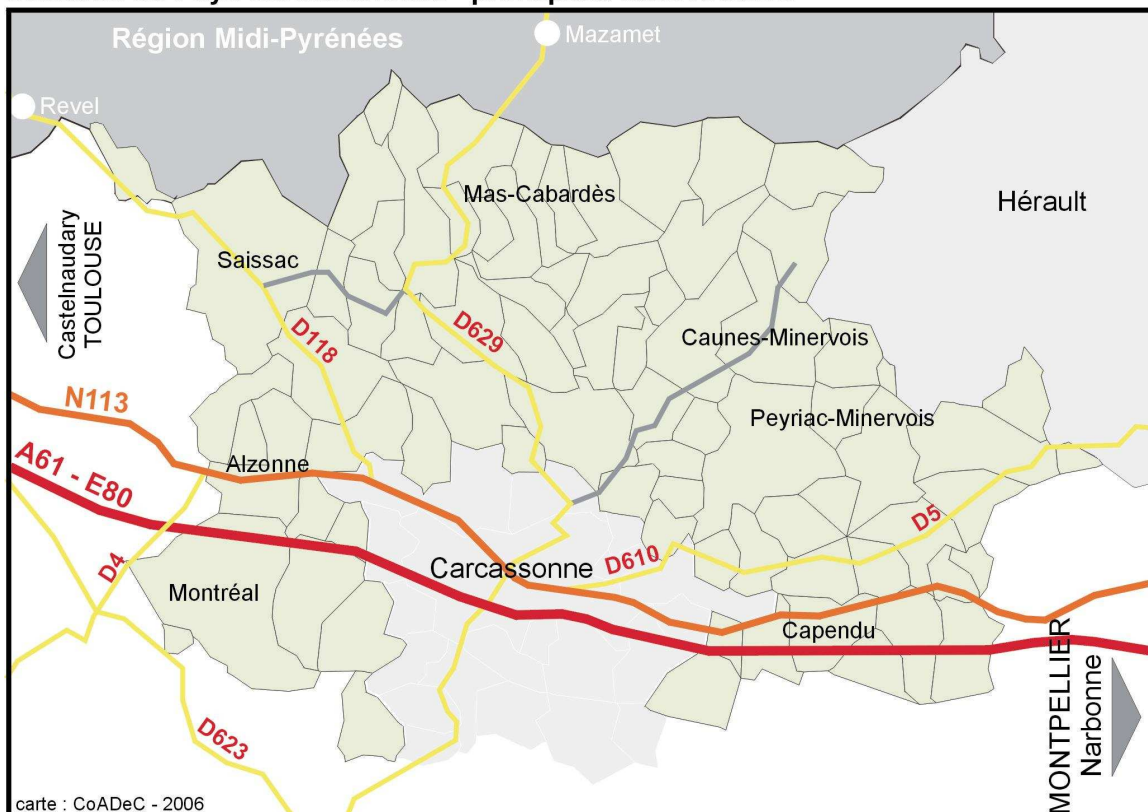 Région Midi-Pyrénées
Mazamet
Revel
Mas-Cabardès
Hérault
Castelnaudary
TOULOUSE
Saissac
D118
D629
Caunes-Minervois
N113
Peyriac-Minervois
A61 - E80
Alzonne
D5
D4
Carcassonne
D610
Montréal
Capendu
MONTPELLIER
Narbonne
D623
carte : CoADeC - 2006